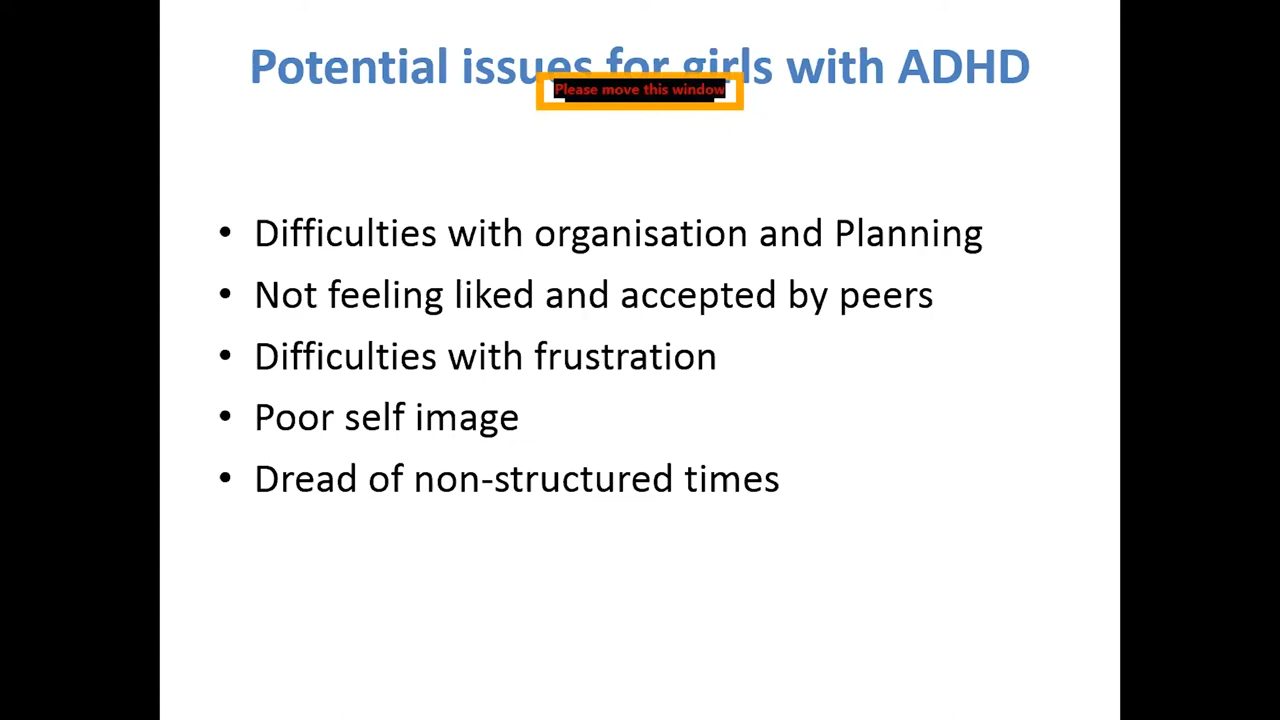 Potential issues for girls with ADHD
Please move this window
• Difficulties with organisation and Planning
• Not feeling liked and accepted by peers
• Difficulties with frustration
• Poor self image
• Dread of non-structured times